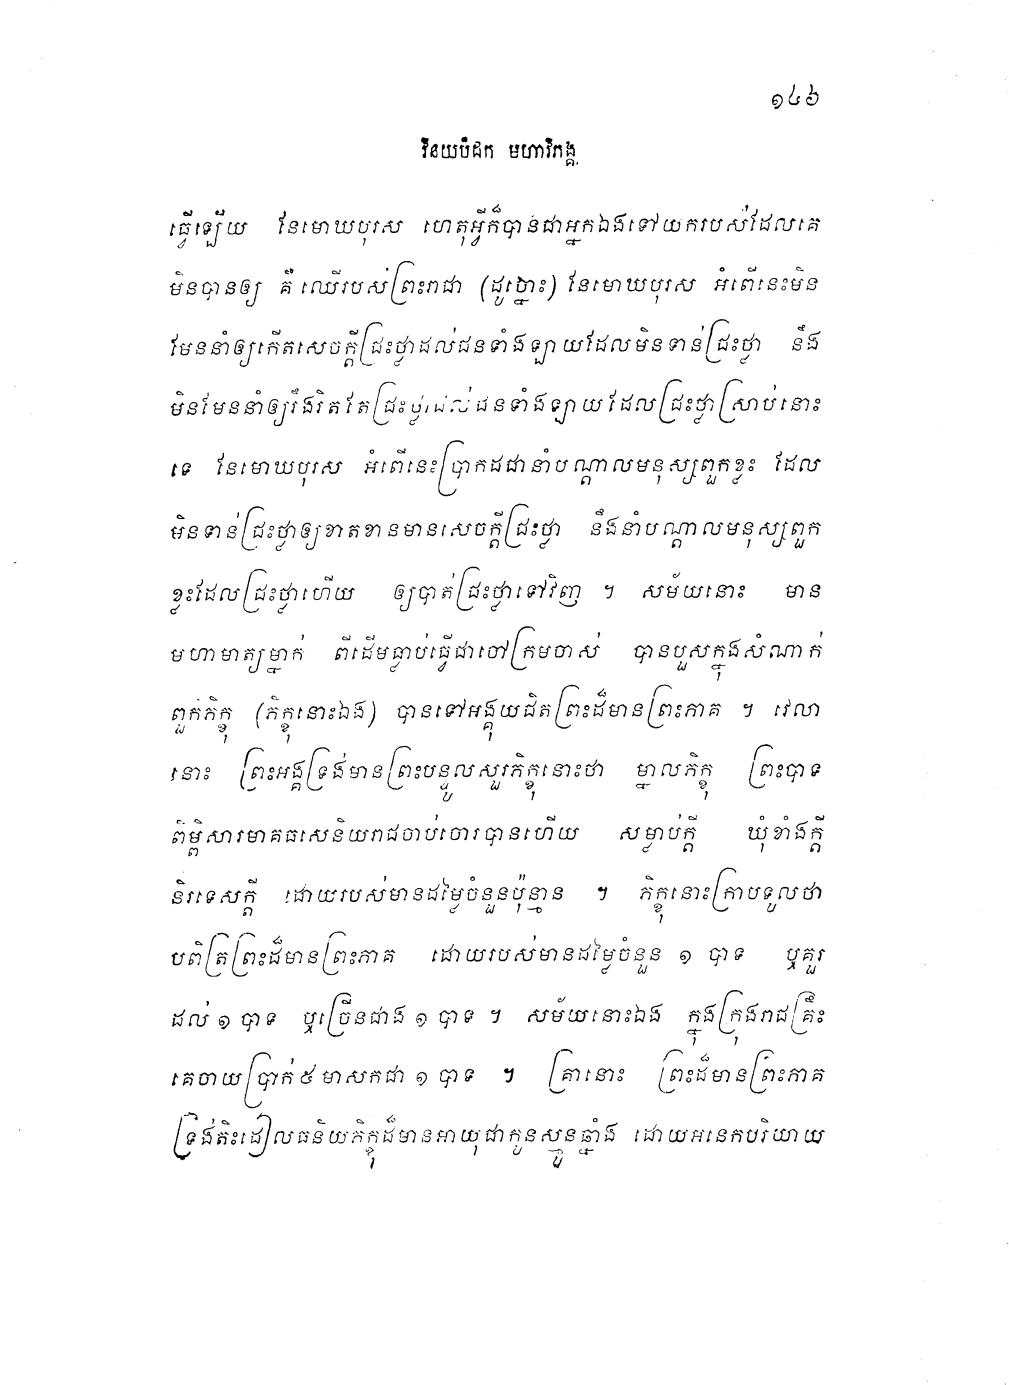 ១៤៦
វិនយបិដក មហាវិភង្គ
ធ្វើឡើយ នែមោឃបុរស ហេតុអ្វីក៏បានជាអ្នកឯងទៅយករបស់ដែលគេ
មិនបានឲ្យ គឺ ឈើរបស់ព្រះរាជា (ដូច្នោះ) នែមោឃបុរស អំពើនេះមិន
មែននាំឲ្យកើតសេចក្តីជ្រះថ្លាដល់ជនទាំងឡាយដែលមិនទាន់ជ្រះថ្លា នឹង
មិនមែននាំឲ្យរឹងរិតតែជ្រះថ្លាដល់ជនទាំងឡាយដែលជ្រះថ្លាស្រាប់នោះ
ទេ នែមោឃបុរស អំពើនេះប្រាកដជានាំបណ្តាលមនុស្សពួកខ្លះ ដែល
មិនទាន់ជ្រះថ្លាឲ្យខាតខានមានសេចក្តីជ្រះថ្លា នឹងនាំបណ្តាលមនុស្សពួក
ខ្លះដែលជ្រះថ្លាហើយ ឲ្យបាត់ជ្រះថ្លាទៅវិញ ។ សម័យនោះ មាន
មហាមាត្យម្នាក់ ពីដើមធ្លាប់ធ្វើជាចៅក្រមចាស់ បានបួសក្នុងសំណាក់
ពួកភិក្ខុ (ភិក្ខុនោះឯង) បានទៅអង្គុយជិតព្រះដ៏មានព្រះភាគ ។ វេលា
នោះ ព្រះអង្គទ្រង់មានព្រះបន្ទូលសួរភិក្ខុនោះថា ម្នាលភិក្ខុ ព្រះបាទ
ពិម្ពិសារមាគធសេនិយរាជចាប់ចោរបានហើយ សម្លាប់ក្តី ឃុំខាំងក្តី
និរទេសក្តី ដោយរបស់មានដម្លៃចំនួនប៉ុន្មាន ។ ភិក្ខុនោះក្រាបទូលថា
បពិត្រព្រះដ៏មានព្រះភាគ ដោយរបស់មានដម្លៃចំនួន ១ បាទ ឬគួរ
ដល់ ១ បាទ ឬច្រើនជាង ១ បាទ ។ សម័យនោះឯង ក្នុងក្រុងរាជគ្រឹះ
គេចាយប្រាក់ ៥ មាសកជា ១ បាទ ។ គ្រានោះ ព្រះដ៏មានព្រះភាគ
ទ្រង់តិះដៀលធនិយភិក្ខុដ៏មានអាយុជាកូនស្មូនឆ្នាំង ដោយអនេកបរិយាយ